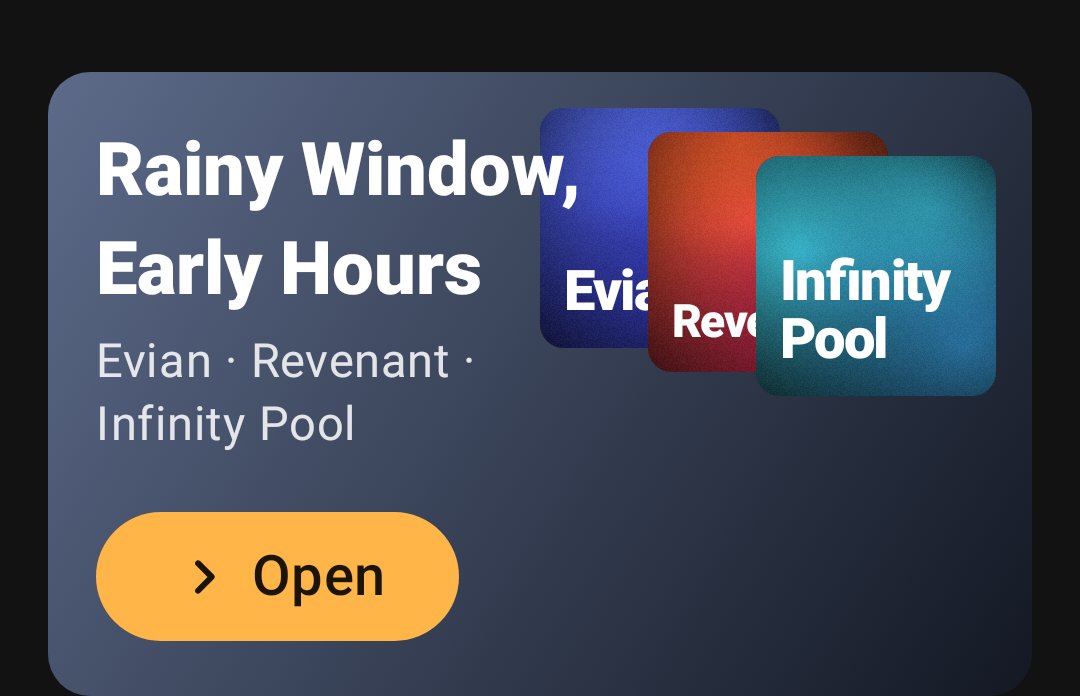 Rainy Window,
Early Hours
Evian · Revenant ·
Infinity Pool
Open
Infinity
Pool